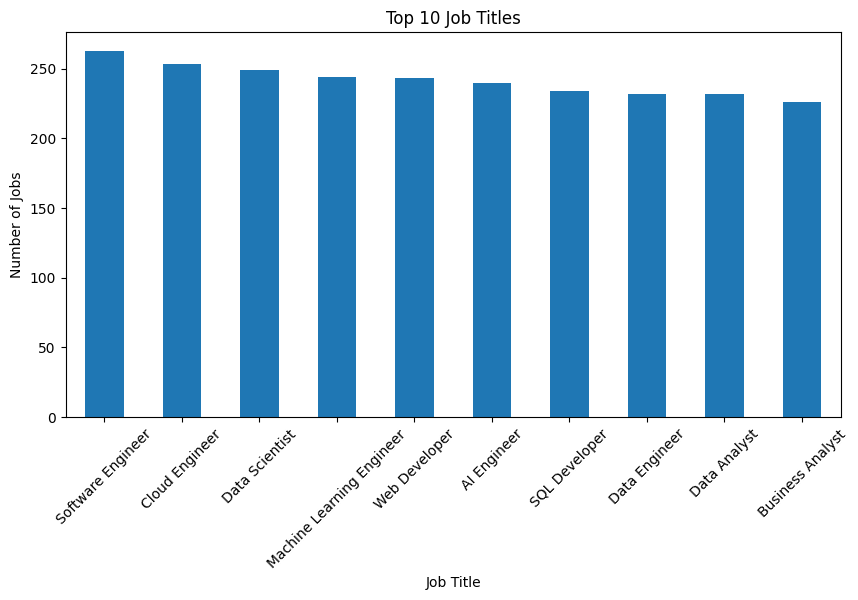 Top 10 Job Titles
Number of Jobs
250
200
150
100
50
0
Software Engineer
Cloud Engineer
Data Scientist
Machine Learning Engineer
Web Developer
AI Engineer
SQL Developer
Data Engineer
Data Analyst
Business Analyst
Job Title